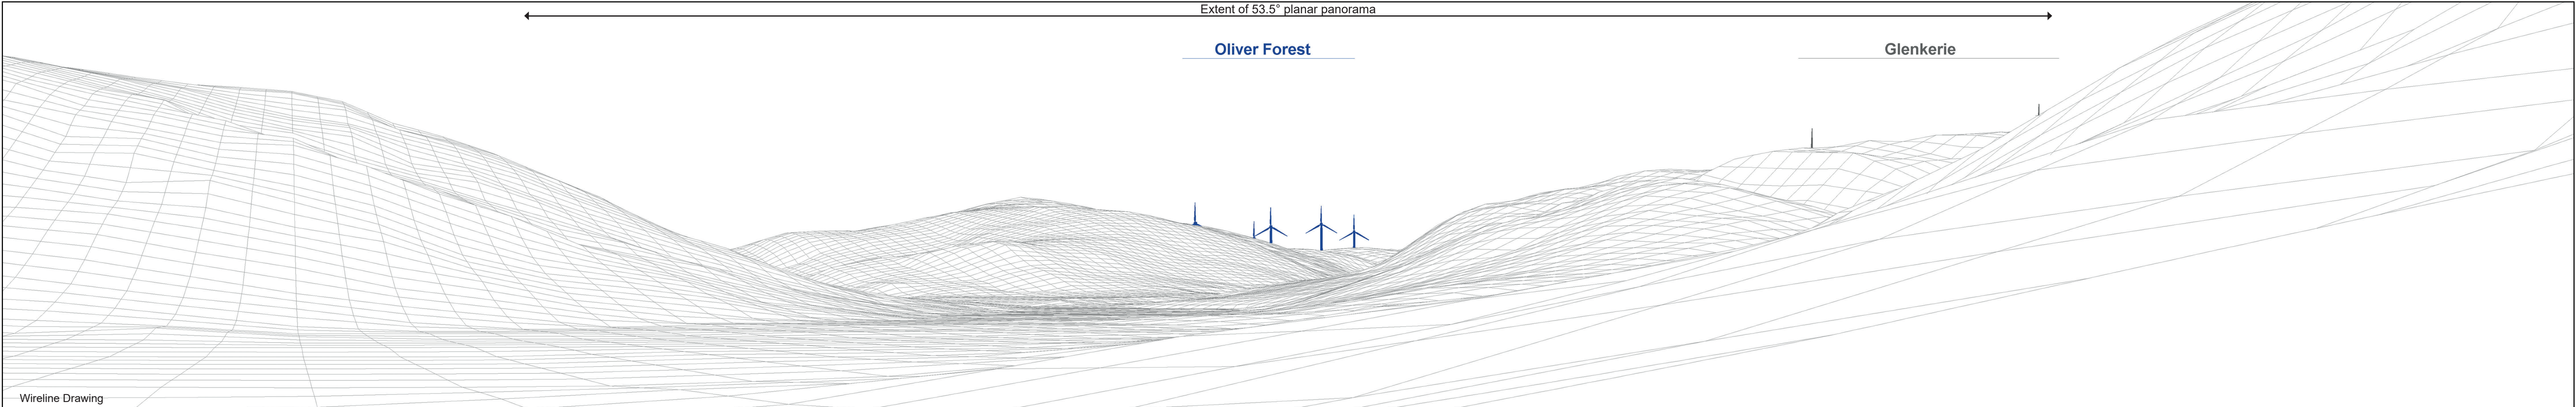 Extent of 53.5° planar panorama
Oliver Forest
Glenkerie
Wireline Drawing